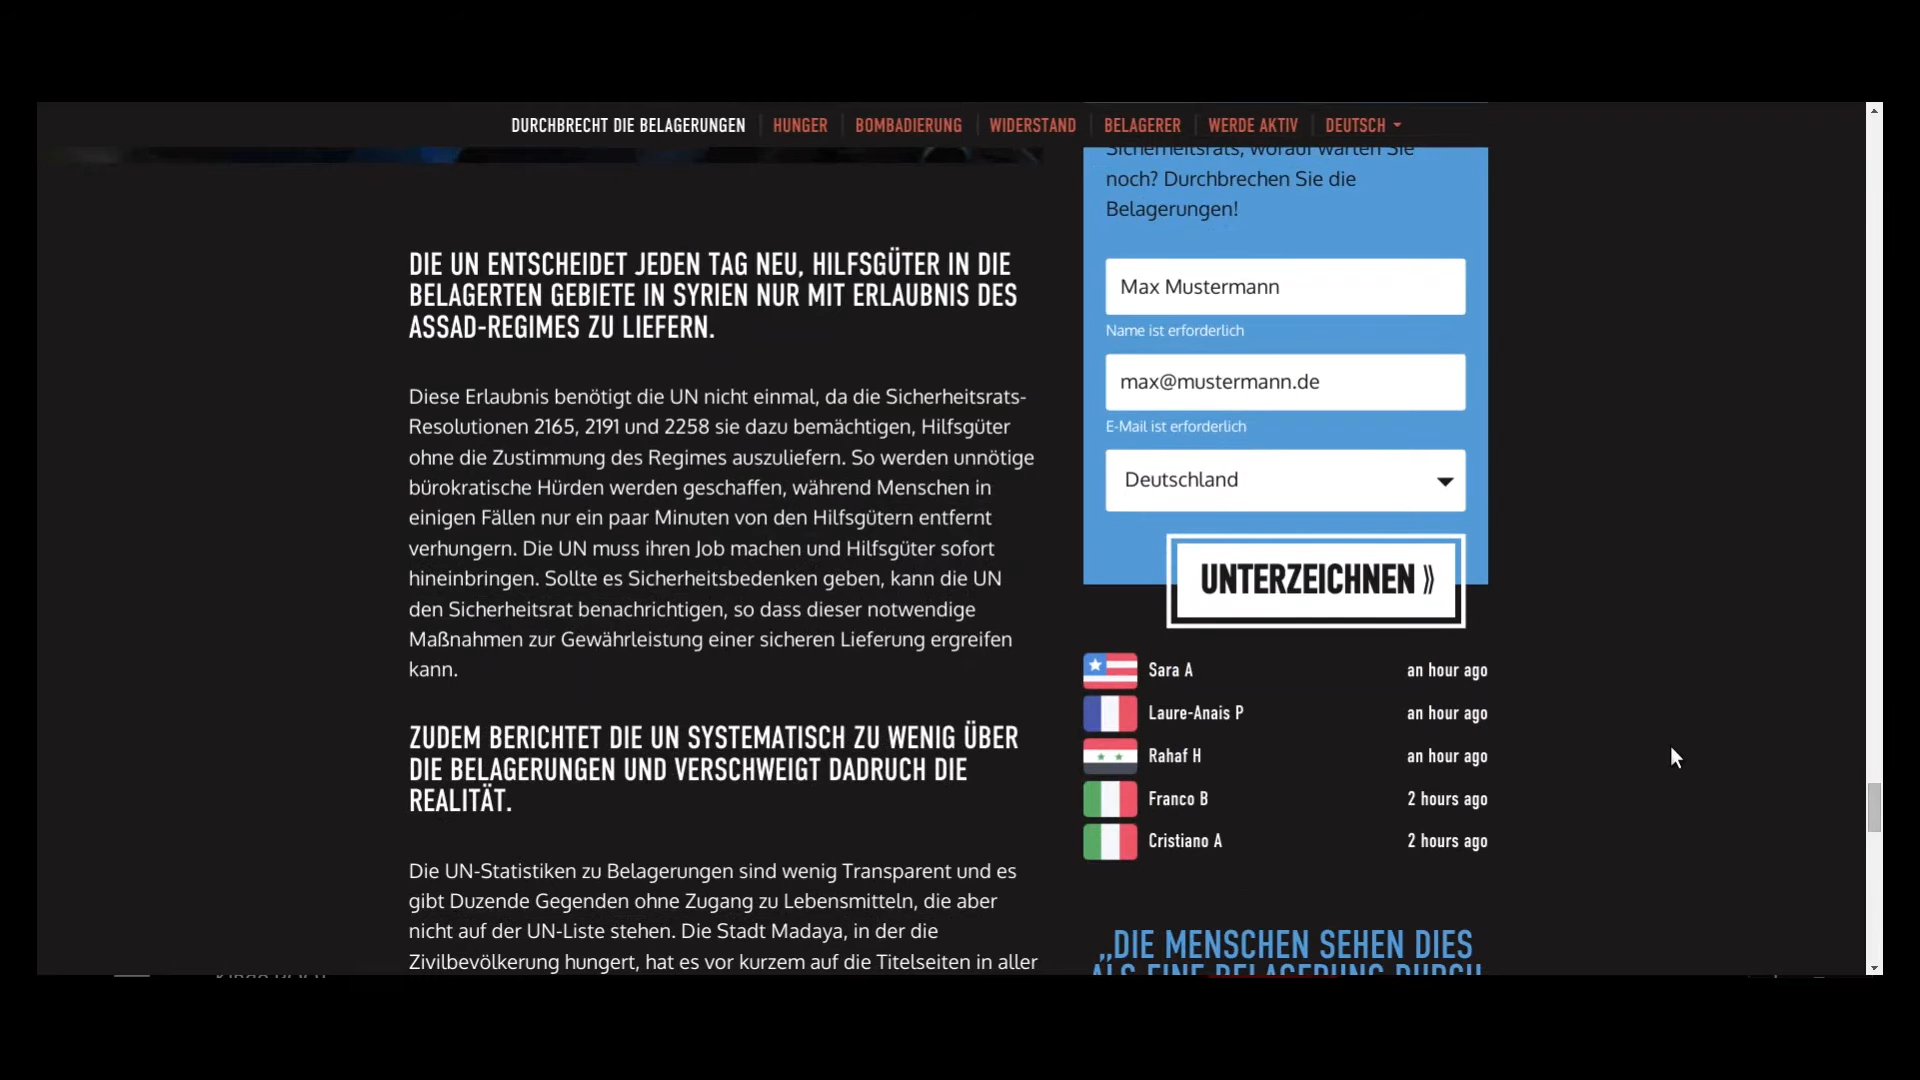 DURCHBRECHT DIE BELAGERUNGEN HUNGER BOMBADIERUNG WIDERSTAND BELAGERER WERDE AKTIV DEUTSCH
DIE UN ENTSCHEIDET JEDEN TAG NEU, HILFSGÜTER IN DIE
BELAGERTEN GEBIETE IN SYRIEN NUR MIT ERLAUBNIS DES
ASSAD-REGIMES ZU LIEFERN.
Diese Erlaubnis benötigt die UN nicht einmal, da die Sicherheitsrats-
Resolutionen 2165, 2191 und 2258 sie dazu bemächtigen, Hilfsgüter
ohne die Zustimmung des Regimes auszuliefern. So werden unnötige
bürokratische Hürden werden geschaffen, während Menschen in
einigen Fällen nur ein paar Minuten von den Hilfsgütern entfernt
verhungern. Die UN muss ihren Job machen und Hilfsgüter sofort
hineinbringen. Sollte es Sicherheitsbedenken geben, kann die UN
den Sicherheitsrat benachrichtigen, so dass dieser notwendige
Maßnahmen zur Gewährleistung einer sicheren Lieferung ergreifen
kann.
ZUDEM BERICHTET DIE UN SYSTEMATISCH ZU WENIG ÜBER
DIE BELAGERUNGEN UND VERSCHWEIGT DADRUCH DIE
REALITÄT.
Die UN-Statistiken zu Belagerungen sind wenig Transparent und es
gibt Duzende Gegenden ohne Zugang zu Lebensmitteln, die aber
nicht auf der UN-Liste stehen. Die Stadt Madaya, in der die
Zivilbevölkerung hungert, hat es vor kurzem auf die Titelseiten in aller
Sicherheitsrats, worauf warten Sie
noch? Durchbrechen Sie die
Belagerungen!
Max Mustermann
Name ist erforderlich
max@mustermann.de
E-Mail ist erforderlich
Deutschland
UNTERZEICHNEN ⟫
Sara A an hour ago
Laure-Anais P an hour ago
Rahaf H an hour ago
Franco B 2 hours ago
Cristiano A 2 hours ago
„DIE MENSCHEN SEHEN DIES
ALS EINE BELAGERUNG DURCH